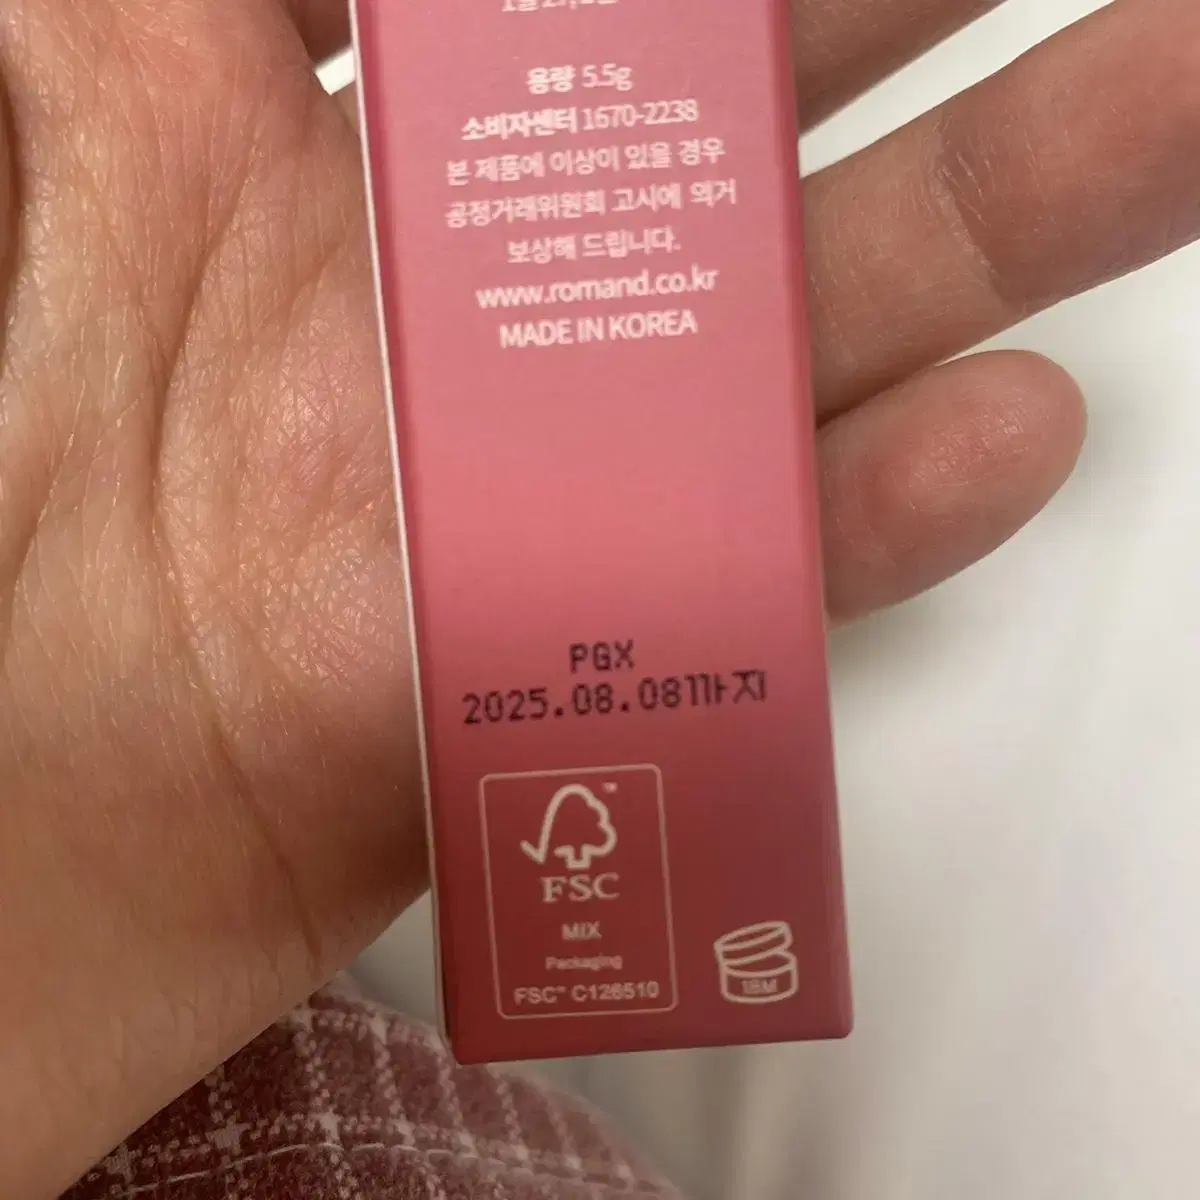 용량 5.5g
소비자센터 1670-2238
본 제품에 이상이 있을 경우
공정거래위원회 고시에 의거
보상해 드립니다.
www.romand.co.kr
MADE IN KOREA
PGX
2025.08.08까지
FSC™
MIX
Packaging
FSC™ C126510
18M